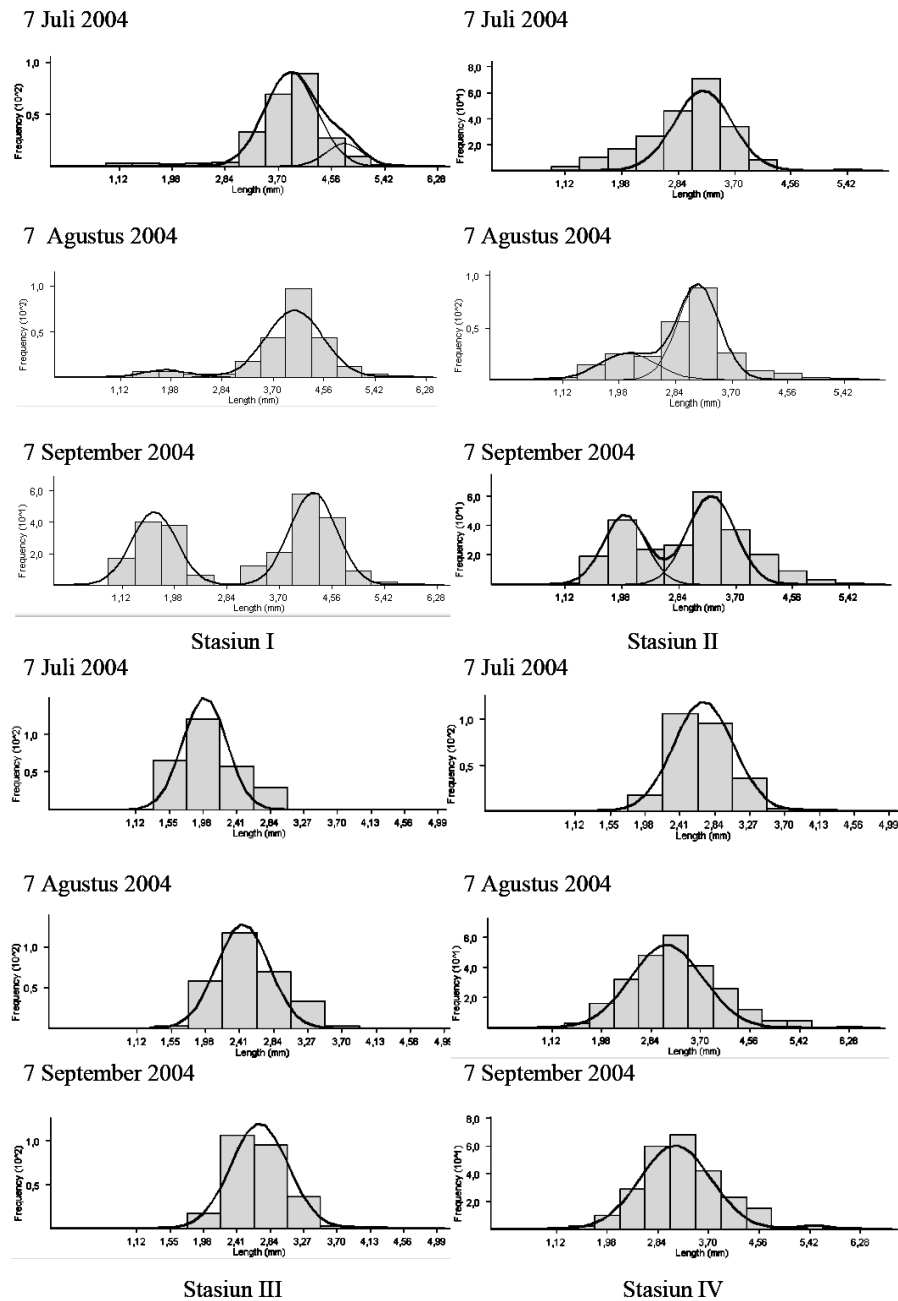 7 Juli 2004
Frequency (10^2)
1,0
0,5
1,12 1,98 2,84 3,70 4,56 5,42 6,28
Length (mm)
7 Juli 2004
Frequency (10^1)
8,0
6,0
4,0
2,0
1,12 1,98 2,84 3,70 4,56 5,42
Length (mm)
7 Agustus 2004
Frequency (10^2)
1,0
0,5
1,12 1,98 2,84 3,70 4,56 5,42 6,28
Length (mm)
7 Agustus 2004
Frequency (10^2)
1,0
0,5
1,12 1,98 2,84 3,70 4,56 5,42
Length (mm)
7 September 2004
Frequency (10^1)
6,0
4,0
2,0
1,12 1,98 2,84 3,70 4,56 5,42 6,28
Length (mm)
7 September 2004
Frequency (10^1)
8,0
6,0
4,0
2,0
1,12 1,98 2,84 3,70 4,56 5,42
Length (mm)
Stasiun I
Stasiun II
7 Juli 2004
Frequency (10^2)
1,0
0,5
1,12 1,55 1,98 2,41 2,84 3,27 3,70 4,13 4,56 4,99
Length (mm)
7 Juli 2004
Frequency (10^2)
1,0
0,5
1,12 1,55 1,98 2,41 2,84 3,27 3,70 4,13 4,56 4,99
Length (mm)
7 Agustus 2004
Frequency (10^2)
1,0
0,5
1,12 1,55 1,98 2,41 2,84 3,27 3,70 4,13 4,56 4,99
Length (mm)
7 Agustus 2004
Frequency (10^1)
6,0
4,0
2,0
1,12 1,98 2,84 3,70 4,56 5,42 6,28
Length (mm)
7 September 2004
Frequency (10^2)
1,0
0,5
1,12 1,55 1,98 2,41 2,84 3,27 3,70 4,13 4,56 4,99
Length (mm)
7 September 2004
Frequency (10^1)
8,0
6,0
4,0
2,0
1,12 1,98 2,84 3,70 4,56 5,42 6,28
Length (mm)
Stasiun III
Stasiun IV